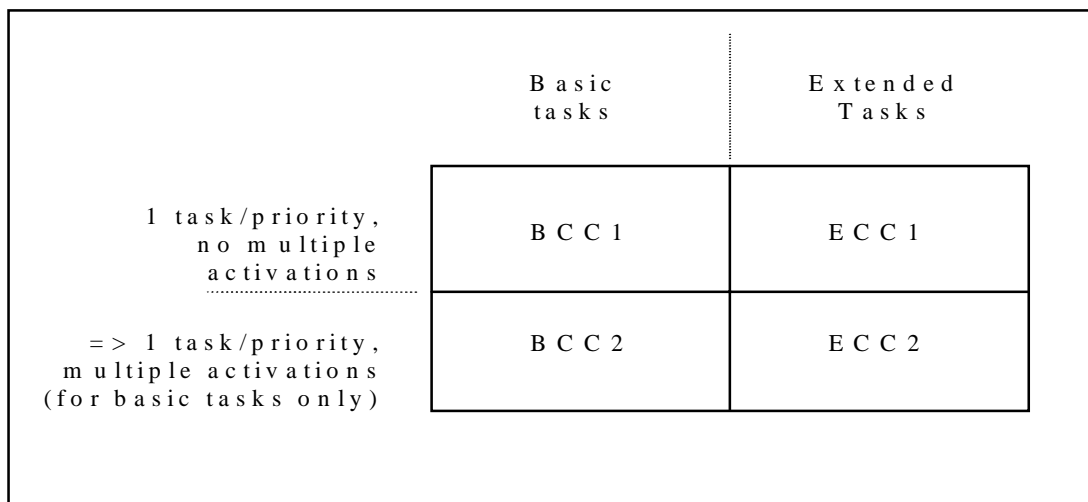 Basic
tasks
Extended
Tasks
1 task/priority,
no multiple
activations
BCC1
ECC1
=> 1 task/priority,
multiple activations
(for basic tasks only)
BCC2
ECC2